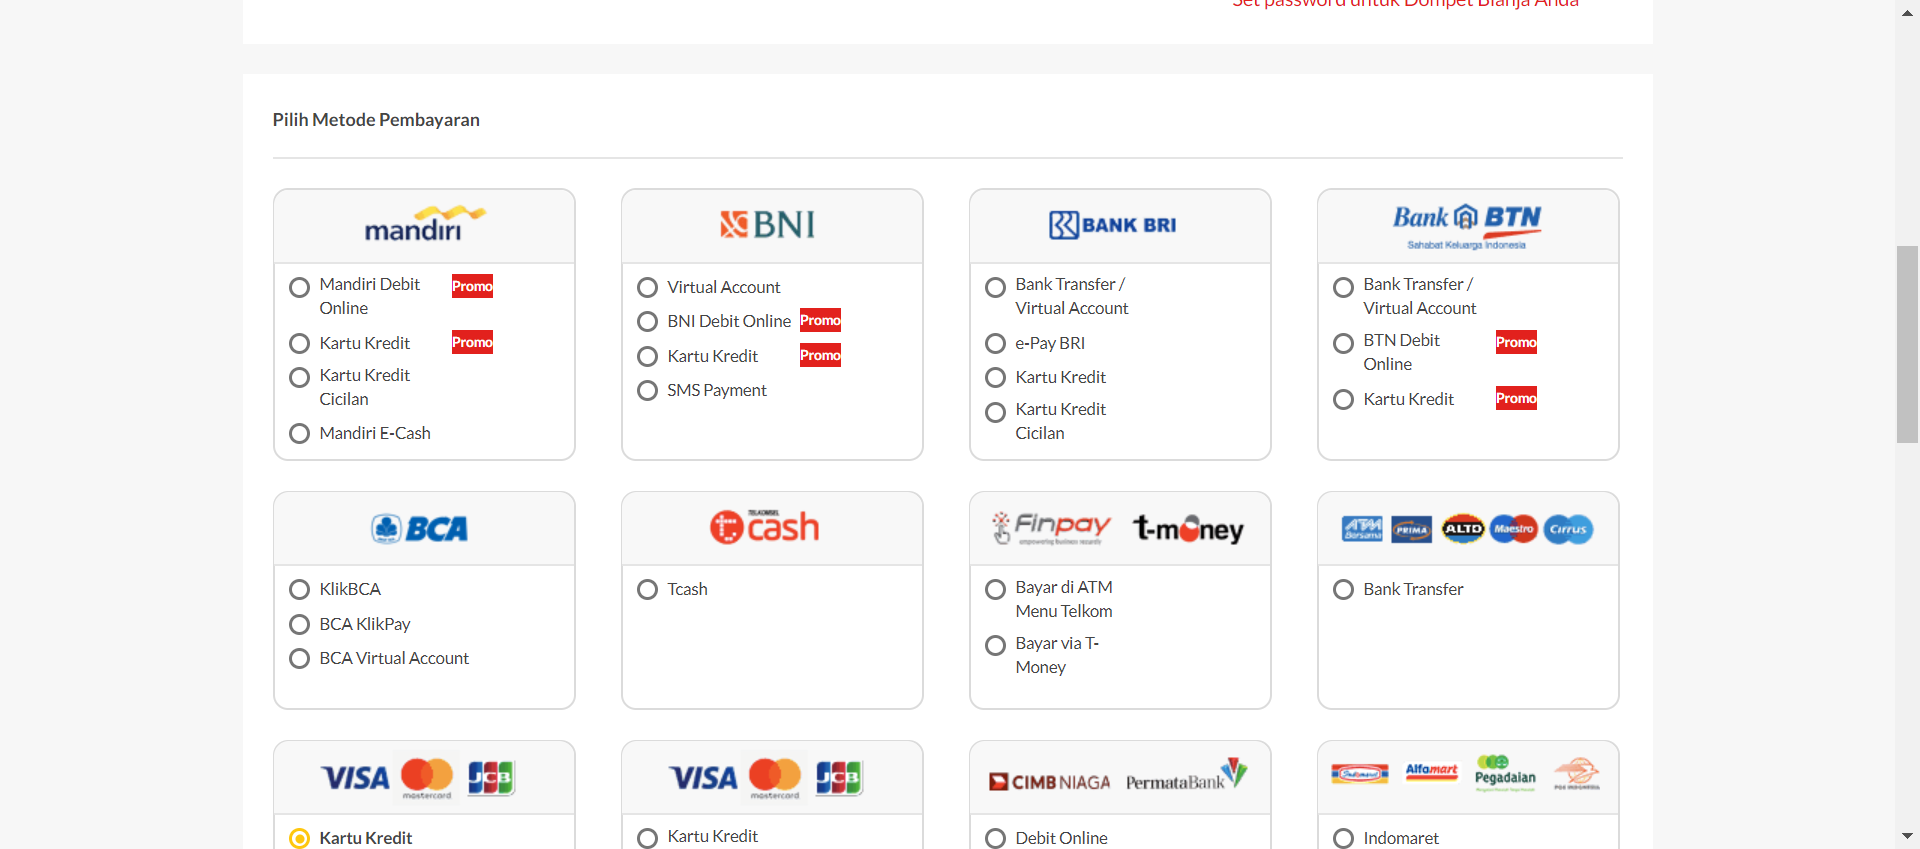 Set password untuk Dompet Blanja Anda
Pilih Metode Pembayaran
mandiri
Mandiri Debit
Online
Promo
Kartu Kredit
Promo
Kartu Kredit
Cicilan
Mandiri E-Cash
BNI
Virtual Account
BNI Debit Online
Promo
Kartu Kredit
Promo
SMS Payment
BANK BRI
Bank Transfer /
Virtual Account
e-Pay BRI
Kartu Kredit
Kartu Kredit
Cicilan
Bank BTN
Sahabat Keluarga Indonesia
Bank Transfer /
Virtual Account
BTN Debit
Online
Promo
Kartu Kredit
Promo
BCA
KlikBCA
BCA KlikPay
BCA Virtual Account
TELKOMSEL
tcash
Tcash
Finpay
t-money
Bayar di ATM
Menu Telkom
Bayar via T-
Money
ATM
Bersama
PRIMA
ALTO
Maestro
Cirrus
Bank Transfer
VISA
mastercard
JCB
Kartu Kredit
VISA
mastercard
JCB
Kartu Kredit
CIMB NIAGA
PermataBank
Debit Online
Indomaret
Alfamart
Pegadaian
POS INDONESIA
Indomaret